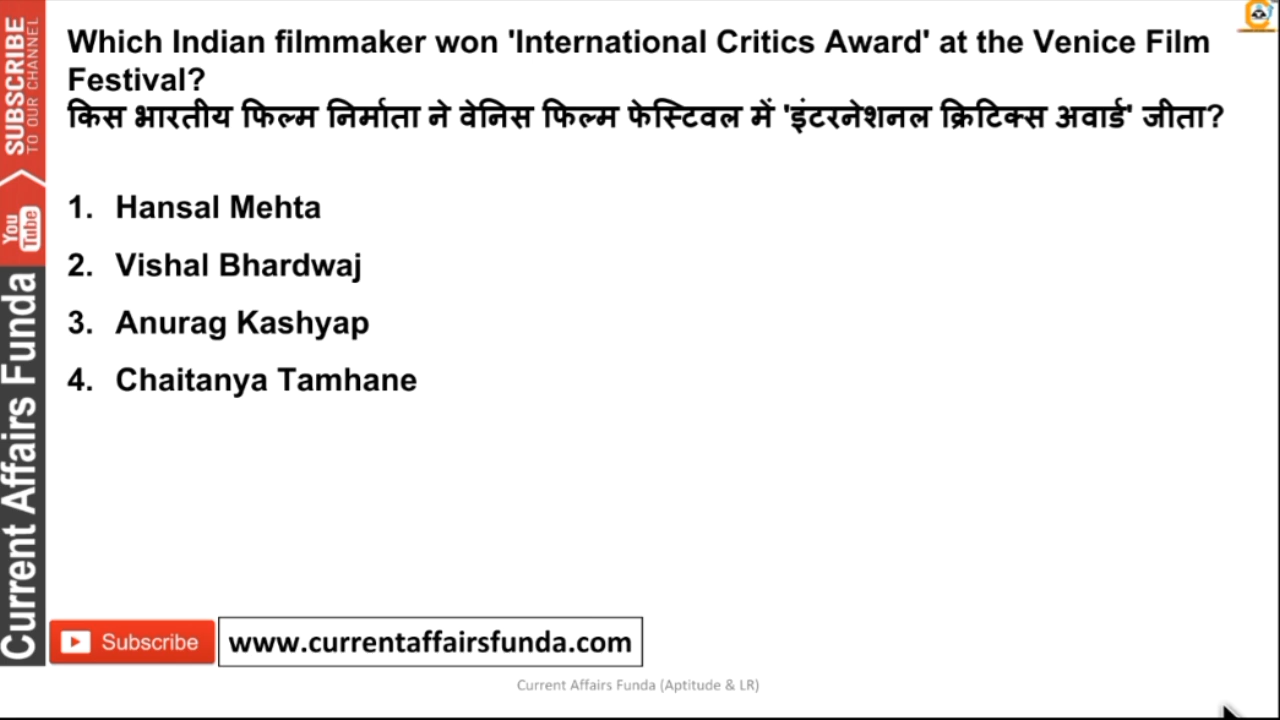 Which Indian filmmaker won 'International Critics Award' at the Venice Film
Festival?
किस भारतीय फिल्म निर्माता ने वेनिस फिल्म फेस्टिवल में 'इंटरनेशनल क्रिटिक्स अवार्ड' जीता?
1. Hansal Mehta
2. Vishal Bhardwaj
3. Anurag Kashyap
4. Chaitanya Tamhane
SUBSCRIBE
TO OUR CHANNEL
You
Tube
Current Affairs Funda
Subscribe
www.currentaffairsfunda.com
Current Affairs Funda (Aptitude & LR)